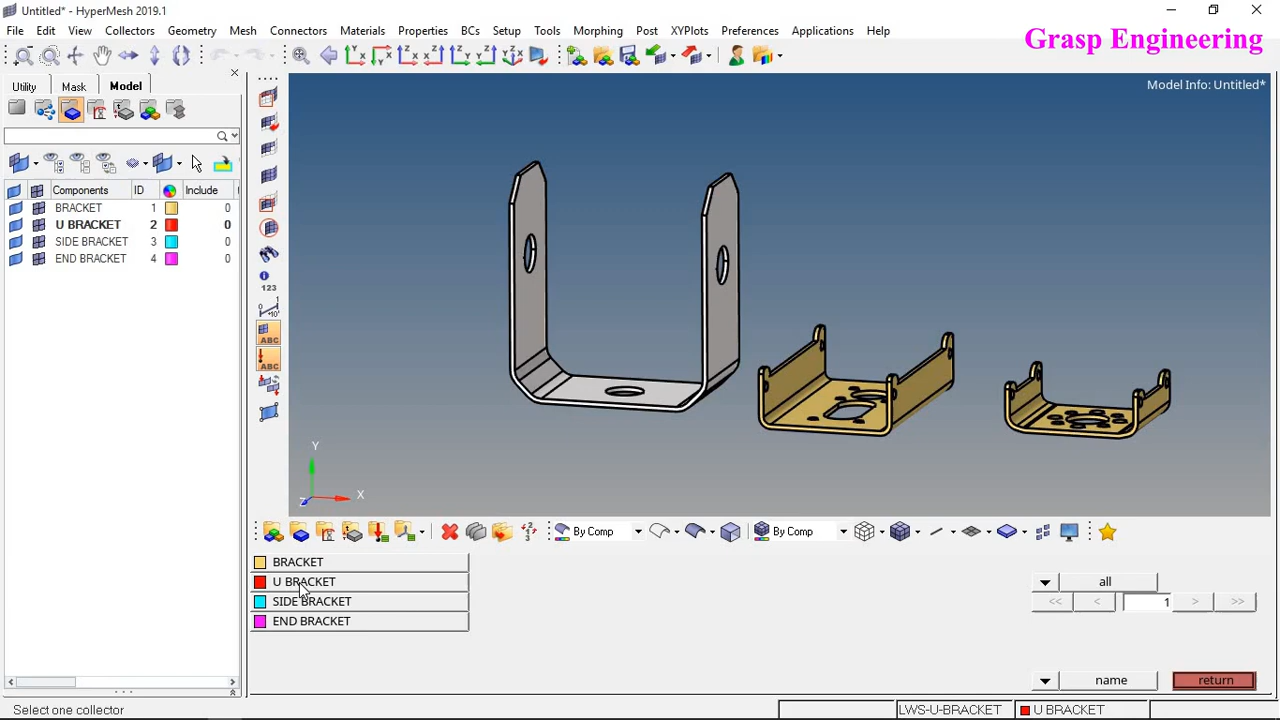 Untitled* - HyperMesh 2019.1
File Edit View Collectors Geometry Mesh Connectors Materials Properties BCs Setup Tools Morphing Post XYPlots Preferences Applications Help
Grasp Engineering
Utility Mask Model
Model Info: Untitled*
Components ID Include
BRACKET 1 0
U BRACKET 2 0
SIDE BRACKET 3 0
END BRACKET 4 0
123
ABC
ABC
Y
X
Z
By Comp By Comp
BRACKET
U BRACKET
SIDE BRACKET
END BRACKET
all
<< < 1 > >>
name return
Select one collector LWS-U-BRACKET U BRACKET